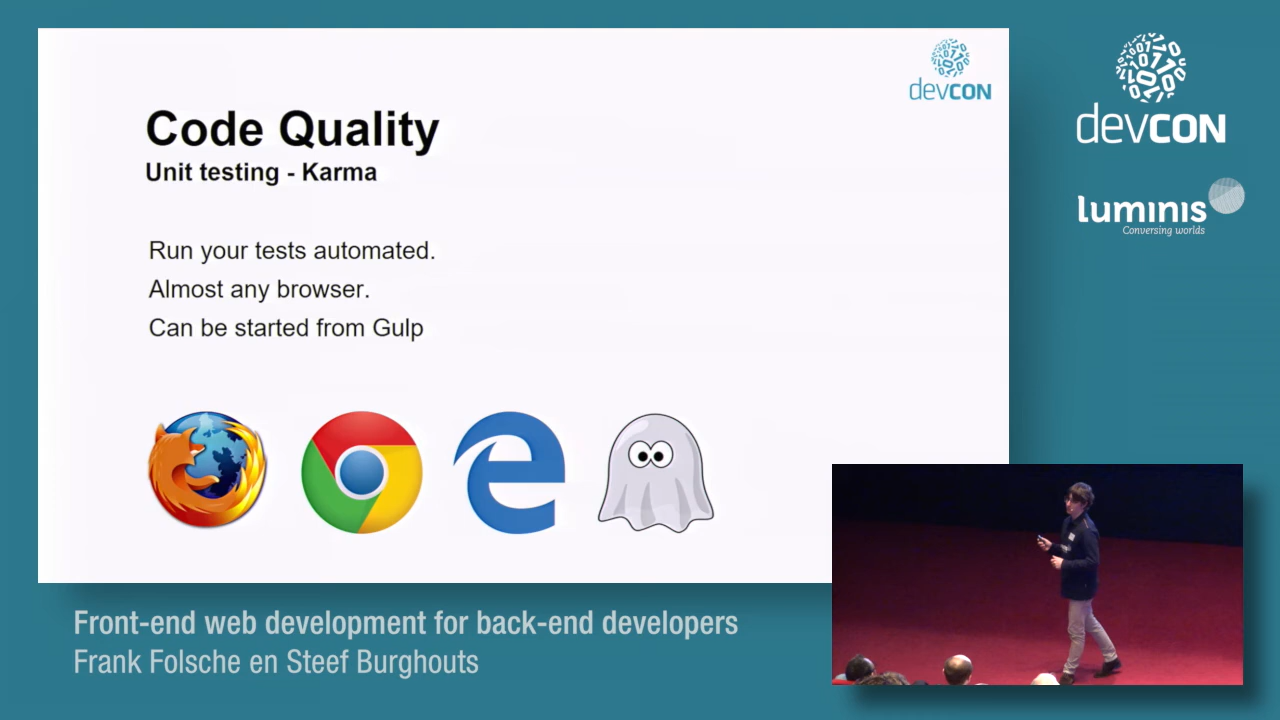 devcon
Code Quality
Unit testing - Karma
Run your tests automated.
Almost any browser.
Can be started from Gulp
devcon
luminis
Conversing worlds
Front-end web development for back-end developers
Frank Folsche en Steef Burghouts